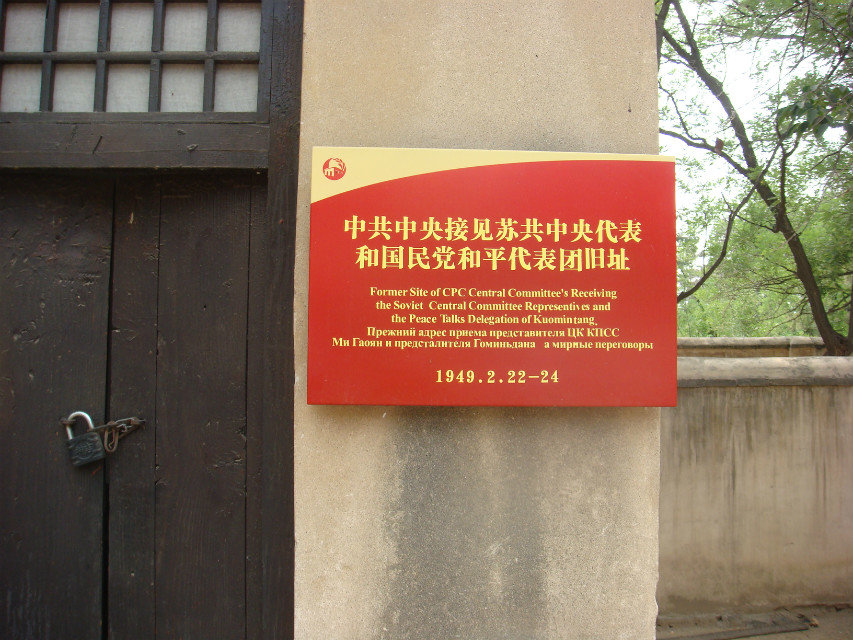 中共中央接见苏共中央代表
和国民党和平代表团旧址
Former Site of CPC Central Committee's Receiving
the Soviet Central Committee Representives and
the Peace Talks Delegation of Kuomintang.
Прежний адрес приема представителя ЦК КПСС
Ми Гаоян и предсталителя Гоминьдана а мирные переговоры
1949.2.22-24